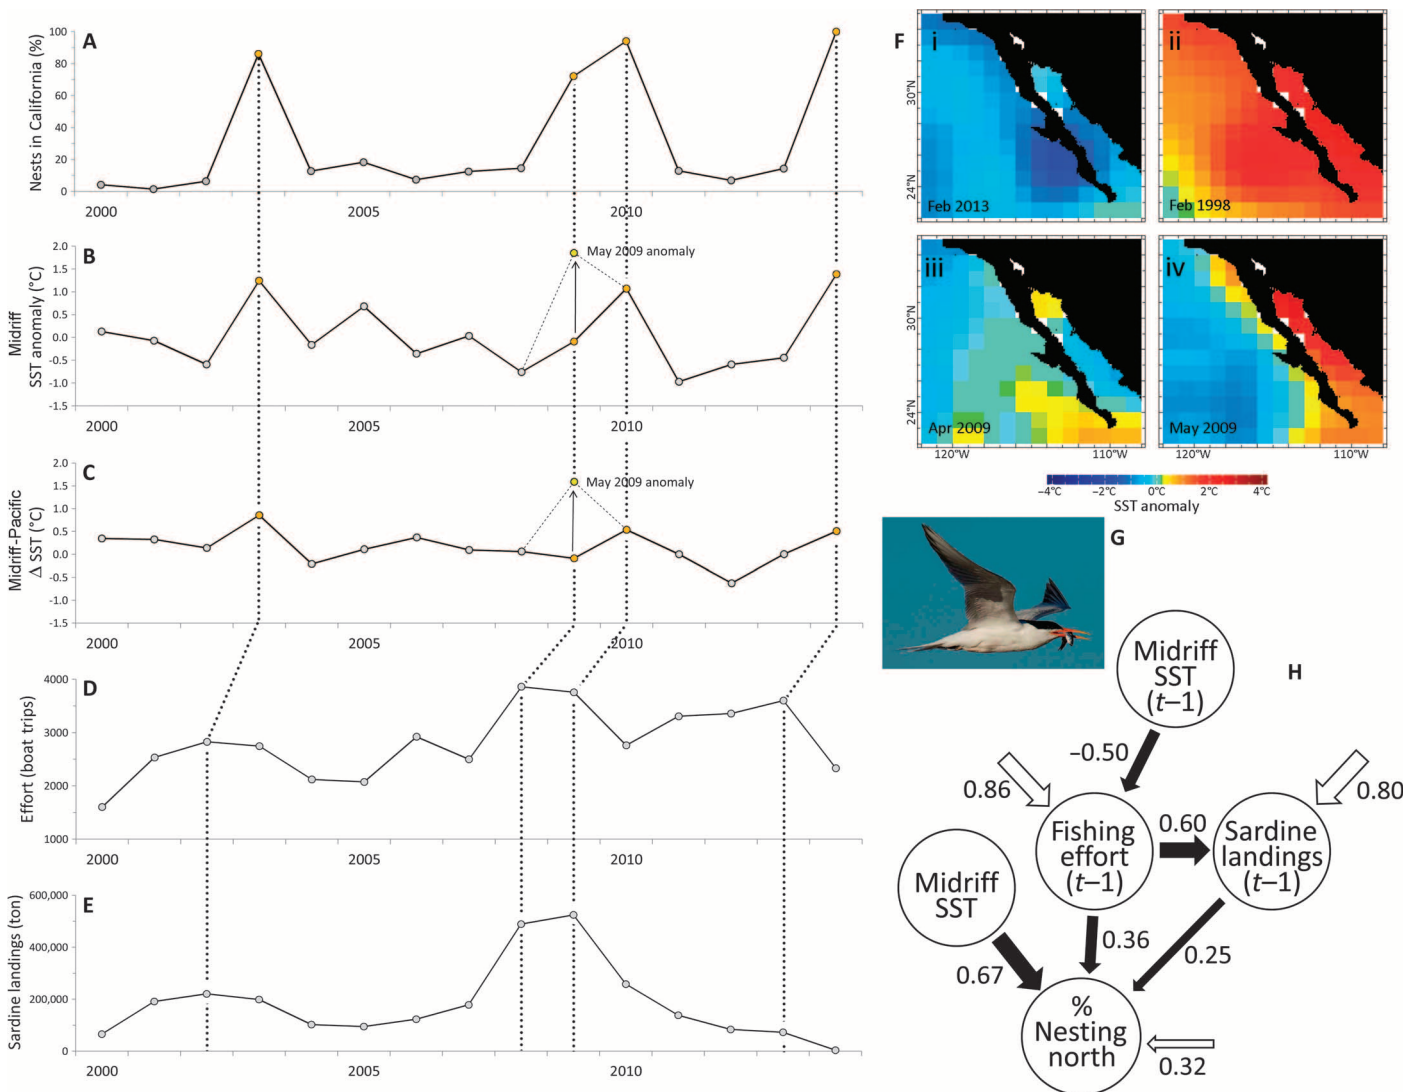 A
Nests in California (%)
100
80
60
40
20
0
2000
2005
2010
B
Midriff
SST anomaly (°C)
2.0
1.5
1.0
0.5
0.0
-0.5
-1.0
-1.5
May 2009 anomaly
2000
2005
2010
C
Midriff-Pacific
Δ SST (°C)
2.0
1.5
1.0
0.5
0.0
-0.5
-1.0
-1.5
May 2009 anomaly
2000
2005
2010
D
Effort (boat trips)
4000
3000
2000
1000
2000
2005
2010
E
Sardine landings (ton)
600,000
400,000
200,000
0
2000
2005
2010
F
i
30°N
24°N
Feb 2013
ii
Feb 1998
iii
30°N
24°N
Apr 2009
120°W
110°W
iv
May 2009
120°W
110°W
−4°C
−2°C
0°C
2°C
4°C
SST anomaly
G
H
Midriff
SST
(t−1)
−0.50
0.86
0.80
Fishing
effort
(t−1)
0.60
Sardine
landings
(t−1)
Midriff
SST
0.67
0.36
0.25
%
Nesting
north
0.32